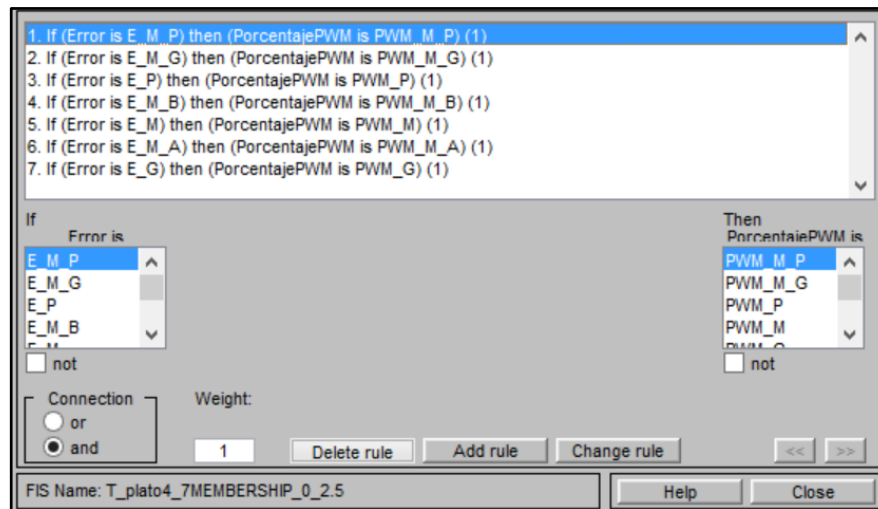 1. If (Error is E_M_P) then (PorcentajePWM is PWM_M_P) (1)
2. If (Error is E_M_G) then (PorcentajePWM is PWM_M_G) (1)
3. If (Error is E_P) then (PorcentajePWM is PWM_P) (1)
4. If (Error is E_M_B) then (PorcentajePWM is PWM_M_B) (1)
5. If (Error is E_M) then (PorcentajePWM is PWM_M) (1)
6. If (Error is E_M_A) then (PorcentajePWM is PWM_M_A) (1)
7. If (Error is E_G) then (PorcentajePWM is PWM_G) (1)
If
Error is
E_M_P
E_M_G
E_P
E_M_B
E_M
not
Then
PorcentajePWM is
PWM_M_P
PWM_M_G
PWM_P
PWM_M
PWM_G
not
Connection
or
and
Weight:
1
Delete rule
Add rule
Change rule
<<
>>
FIS Name: T_plato4_7MEMBERSHIP_0_2.5
Help
Close